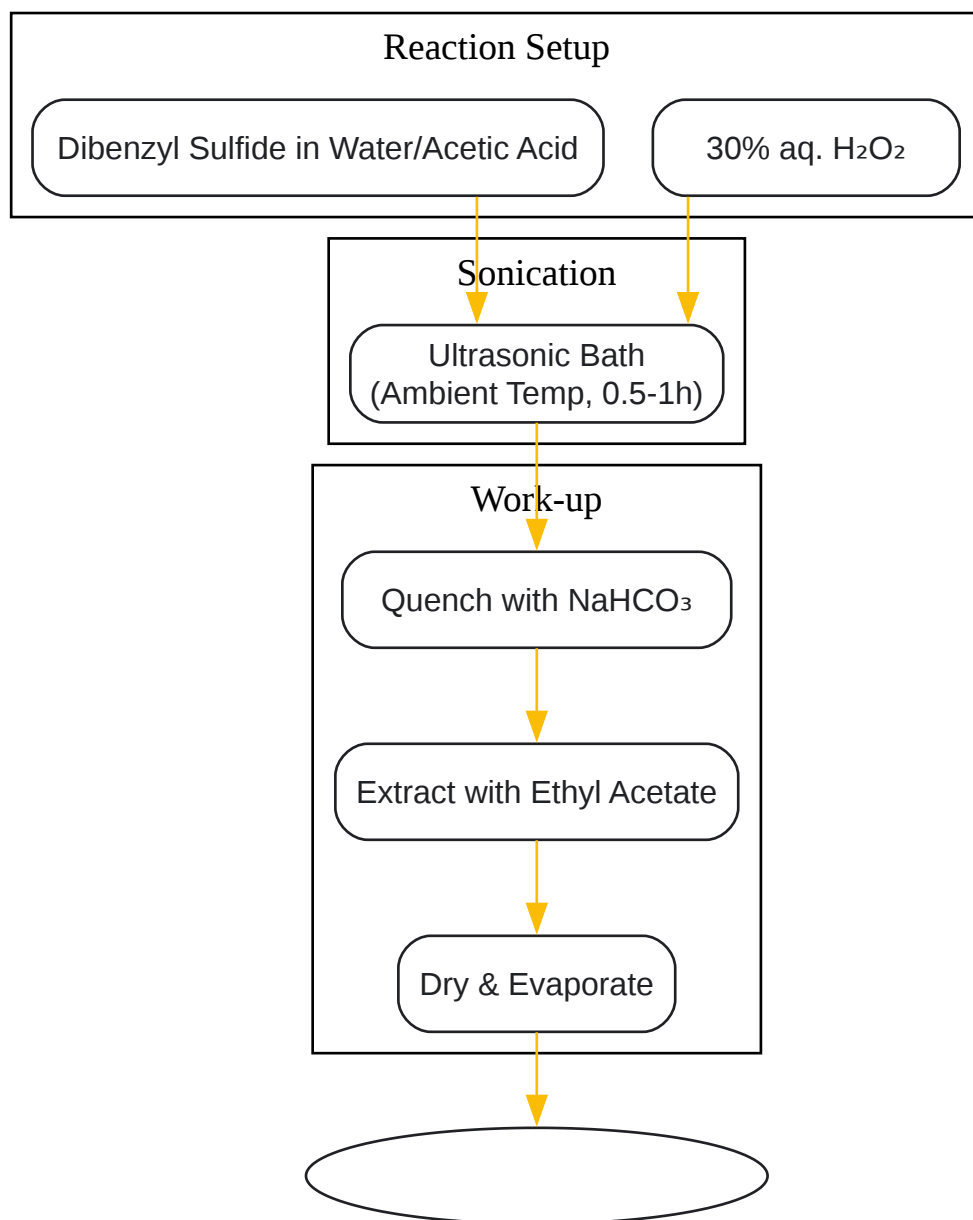 Reaction Setup
Dibenzyl Sulfide in Water/Acetic Acid
30% aq. H₂O₂
Sonication
Ultrasonic Bath
(Ambient Temp, 0.5-1h)
Work-up
Quench with NaHCO₃
Extract with Ethyl Acetate
Dry & Evaporate